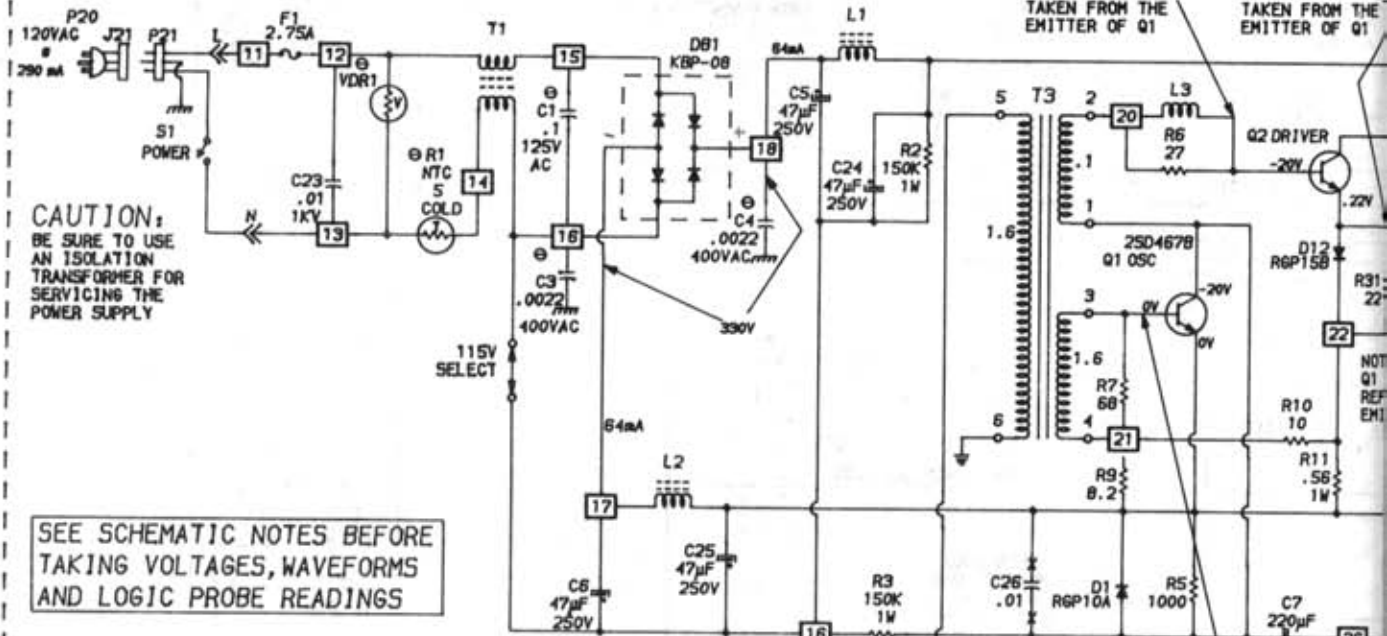 TAKEN FROM THE
EMITTER OF Q1
TAKEN FROM THE
EMITTER OF Q1
P20
120VAC
@
290 mA
J21
P21
L
11
F1
2.75A
12
VDR1
V
T1
15
DB1
KBP-08
64mA
L1
S1
POWER
C23
.01
1KV
R1
NTC
5
COLD
T
14
C1
.1
125V
AC
~
+
18
C4
.0022
400VAC
C5
47µF
250V
C24
47µF
250V
R2
150K
1W
5
T3
2
20
L3
R6
27
Q2 DRIVER
-20V
.22V
.1
1
1.6
2SD467B
Q1 OSC
D12
RGP15B
R31
22
CAUTION:
BE SURE TO USE
AN ISOLATION
TRANSFORMER FOR
SERVICING THE
POWER SUPPLY
N
13
16
C3
.0022
400VAC
330V
3
0V
-20V
0V
22
115V
SELECT
1.6
R7
68
NOT
Q1
REF
EMI
64mA
6
4
21
R10
10
L2
R9
8.2
R11
.56
1W
17
SEE SCHEMATIC NOTES BEFORE
TAKING VOLTAGES, WAVEFORMS
AND LOGIC PROBE READINGS
C6
47µF
250V
C25
47µF
250V
R3
150K
1W
C26
.01
D1
RGP10A
R5
1000
C7
220µF
16